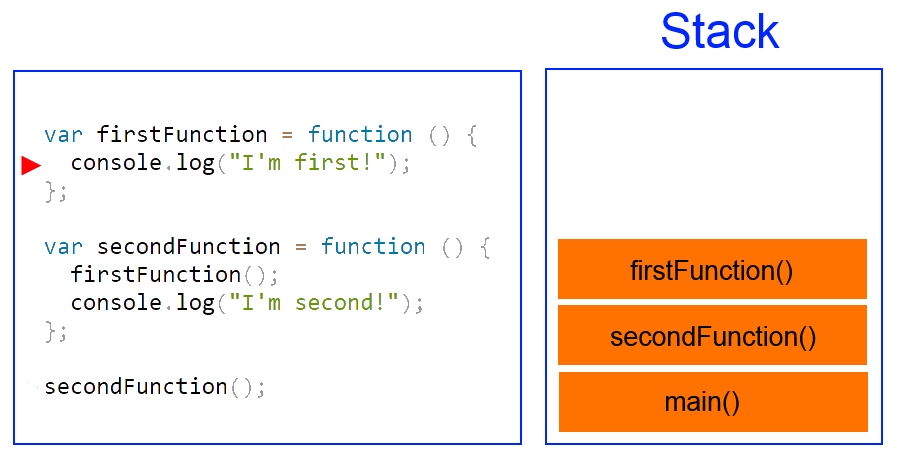 Stack
var firstFunction = function () {
  console.log("I'm first!");
};
var secondFunction = function () {
  firstFunction();
  console.log("I'm second!");
};
secondFunction();
firstFunction()
secondFunction()
main()